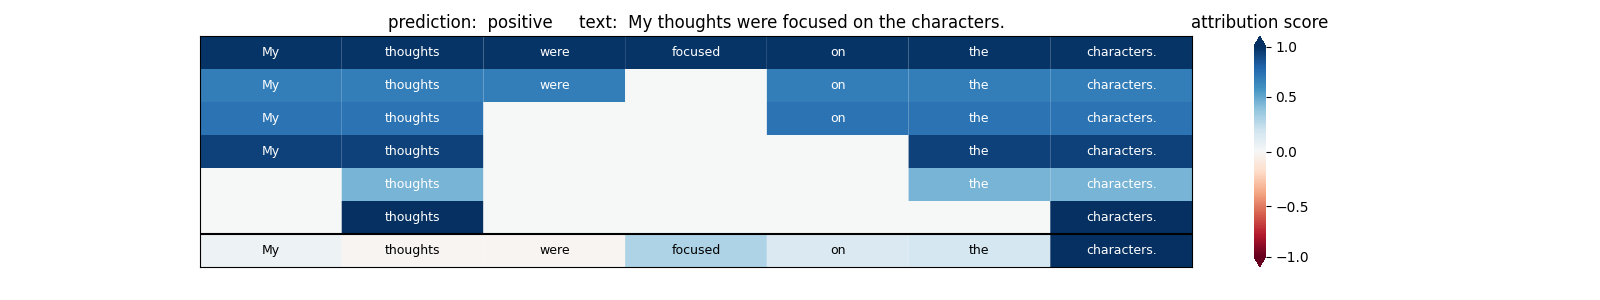 prediction:  positive     text:  My thoughts were focused on the characters.
attribution score
My thoughts were focused on the characters.
My thoughts were on the characters.
My thoughts on the characters.
My thoughts the characters.
thoughts the characters.
thoughts characters.
My thoughts were focused on the characters.
1.0
0.5
0.0
−0.5
−1.0